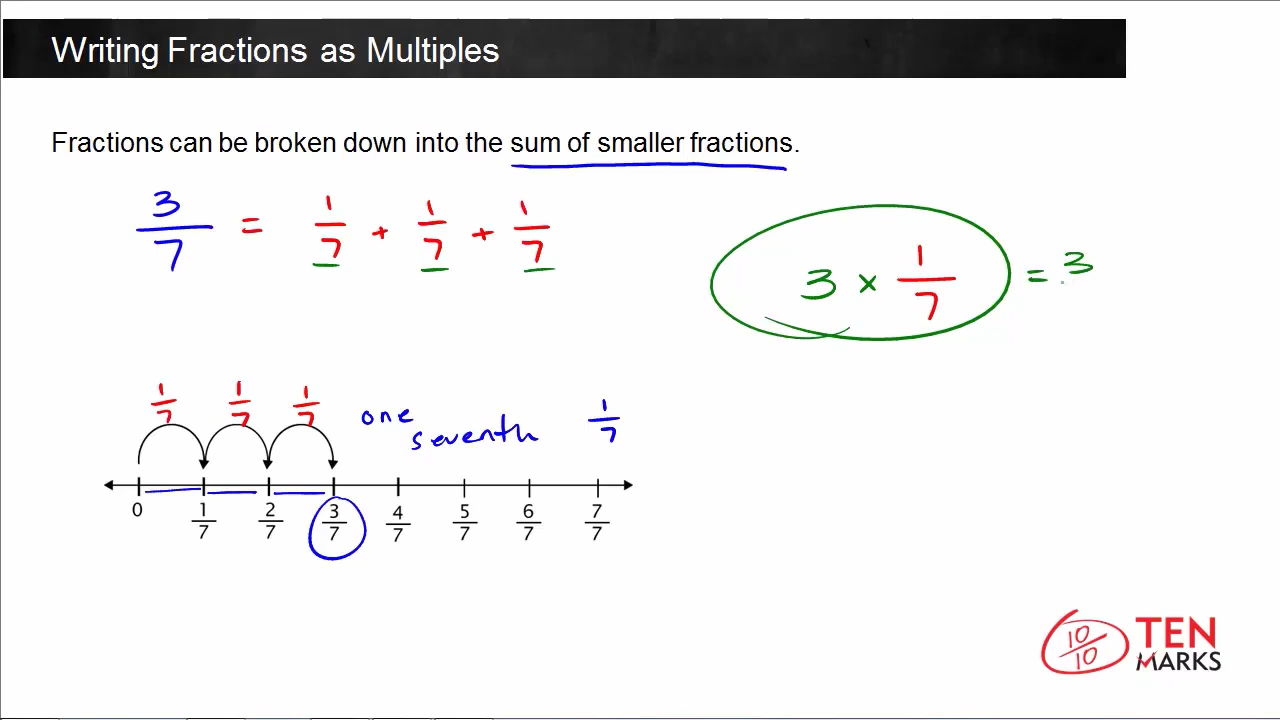 Writing Fractions as Multiples
Fractions can be broken down into the sum of smaller fractions.
3/7 = 1/7 + 1/7 + 1/7
3 × 1/7 = 3
1/7 1/7 1/7
one
seventh 1/7
0 1/7 2/7 3/7 4/7 5/7 6/7 7/7
10/10
TEN
MARKS